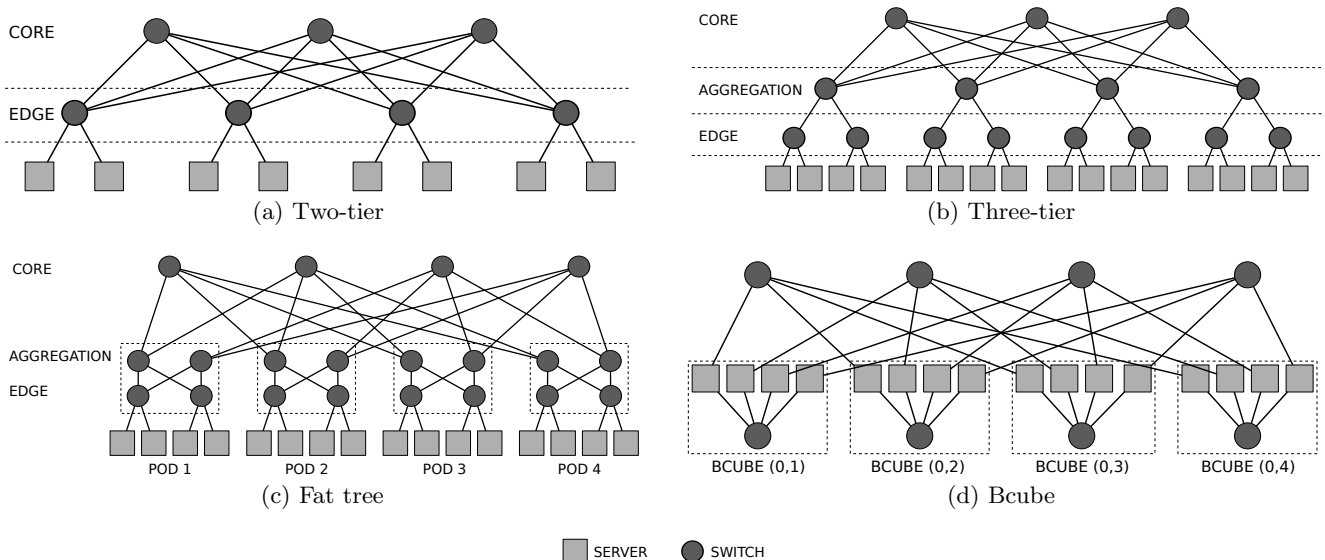 CORE
EDGE
(a) Two-tier
CORE
AGGREGATION
EDGE
(b) Three-tier
CORE
AGGREGATION
EDGE
POD 1 POD 2 POD 3 POD 4
(c) Fat tree
BCUBE (0,1) BCUBE (0,2) BCUBE (0,3) BCUBE (0,4)
(d) Bcube
SERVER SWITCH